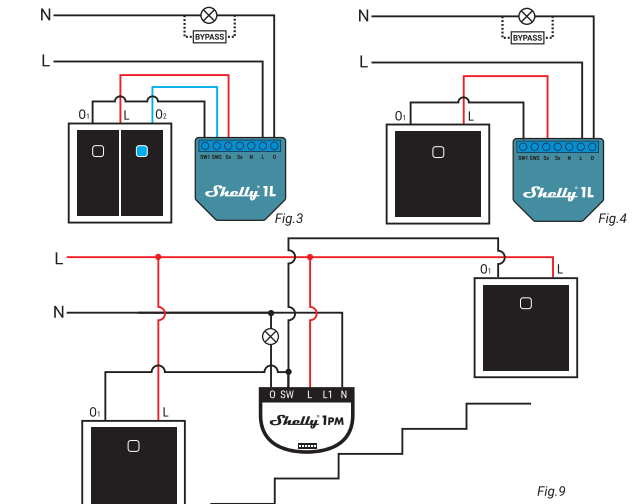 N
BYPASS
L
O1 L O2
SW1 SW2 Sx Sx N L O
Shelly 1L
Fig.3
N
BYPASS
L
O1 L
SW1 SW2 Sx Sx N L O
Shelly 1L
Fig.4
L
O1 L
N
O SW L L1 N
Shelly 1PM
O1 L
Fig.9